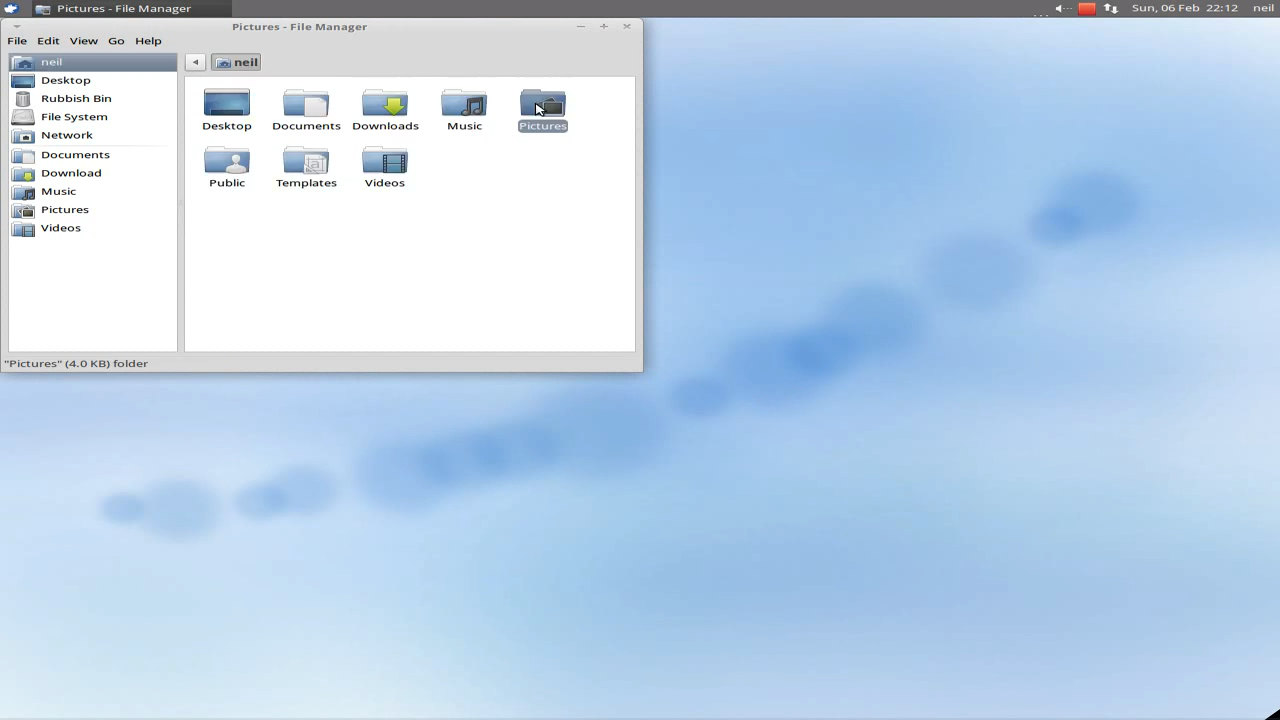 Pictures - File Manager
Sun, 06 Feb 22:12
neil
Pictures - File Manager
File Edit View Go Help
neil
Desktop
Rubbish Bin
File System
Network
Documents
Download
Music
Pictures
Videos
neil
Desktop
Documents
Downloads
Music
Pictures
Public
Templates
Videos
"Pictures" (4.0 KB) folder